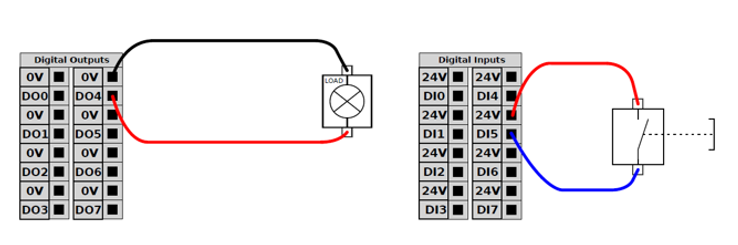 Digital Outputs
0V 0V
DO0 DO4
0V 0V
DO1 DO5
0V 0V
DO2 DO6
0V 0V
DO3 DO7
LOAD
Digital Inputs
24V 24V
DI0 DI4
24V 24V
DI1 DI5
24V 24V
DI2 DI6
24V 24V
DI3 DI7